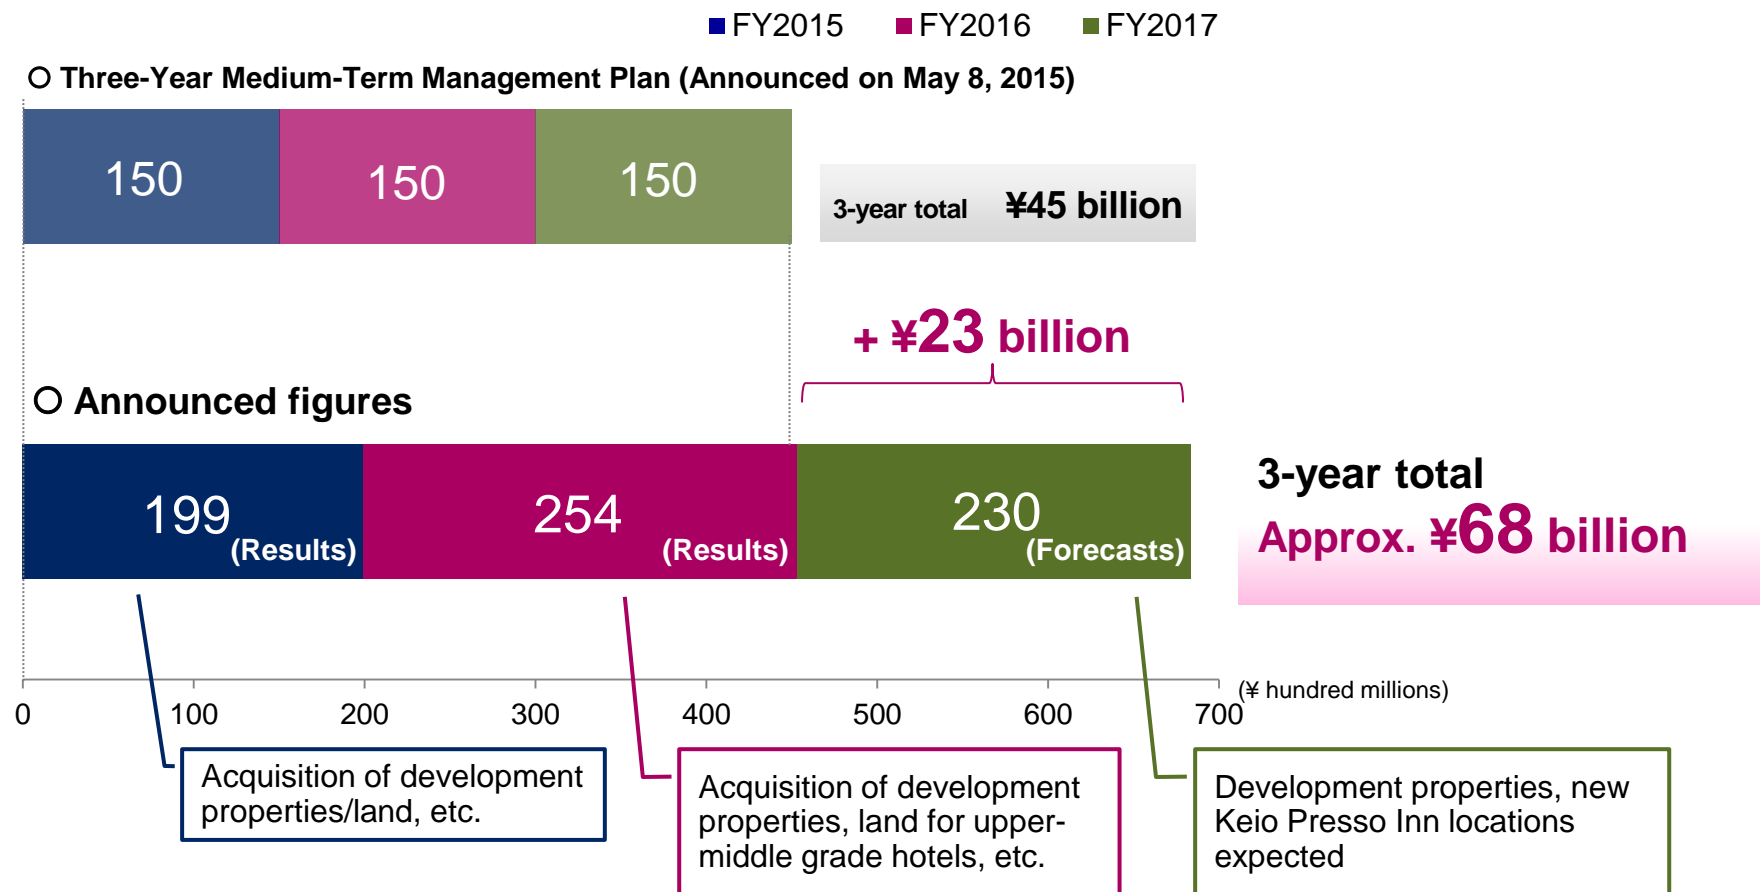 FY2015 FY2016 FY2017
Three-Year Medium-Term Management Plan (Announced on May 8, 2015)
150 150 150
3-year total ¥45 billion
+ ¥23 billion
Announced figures
199 (Results) 254 (Results) 230 (Forecasts)
3-year total
Approx. ¥68 billion
0 100 200 300 400 500 600 700 (¥ hundred millions)
Acquisition of development
properties/land, etc.
Acquisition of development
properties, land for upper-
middle grade hotels, etc.
Development properties, new
Keio Presso Inn locations
expected